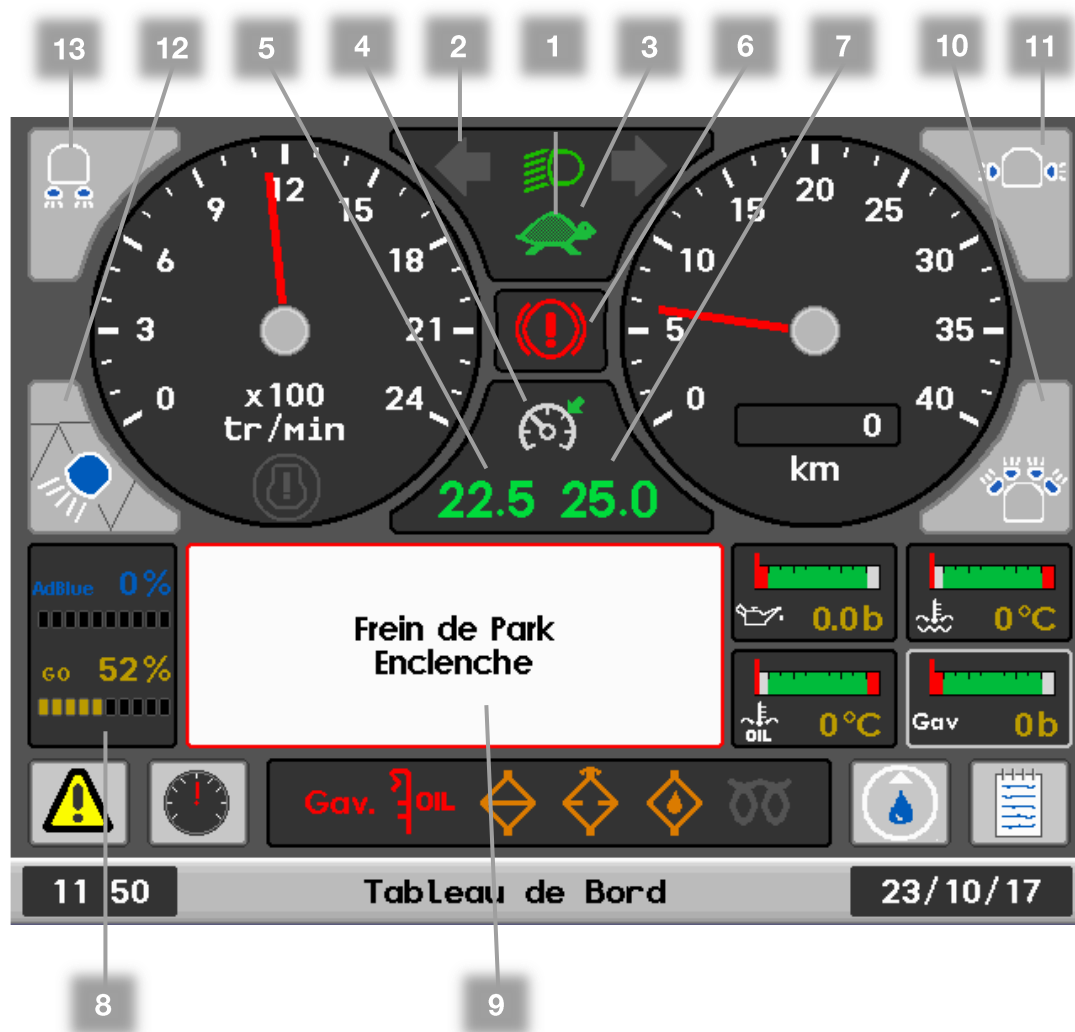 13 12 5 4 2 1 3 6 7 10 11
0 3 6 9 12 15 18 21 24
x100
tr/min
0 5 10 15 20 25 30 35 40
0
km
22.5 25.0
AdBlue 0%
GO 52%
Frein de Park
Enclenche
0.0b
0°C
OIL 0°C
Gav 0b
Gav. OIL
11 50 Tableau de Bord 23/10/17
8 9